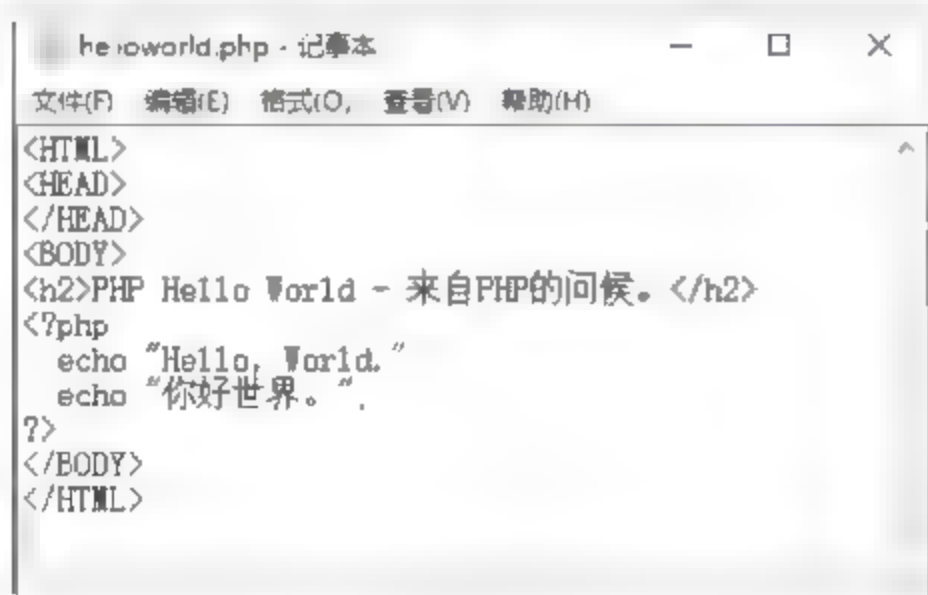 helloworld.php - 记事本
文件(F) 编辑(E) 格式(O) 查看(V) 帮助(H)
<HTML>
<HEAD>
</HEAD>
<BODY>
<h2>PHP Hello World - 来自PHP的问候。</h2>
<?php
  echo "Hello, World."
  echo "你好世界。"
?>
</BODY>
</HTML>